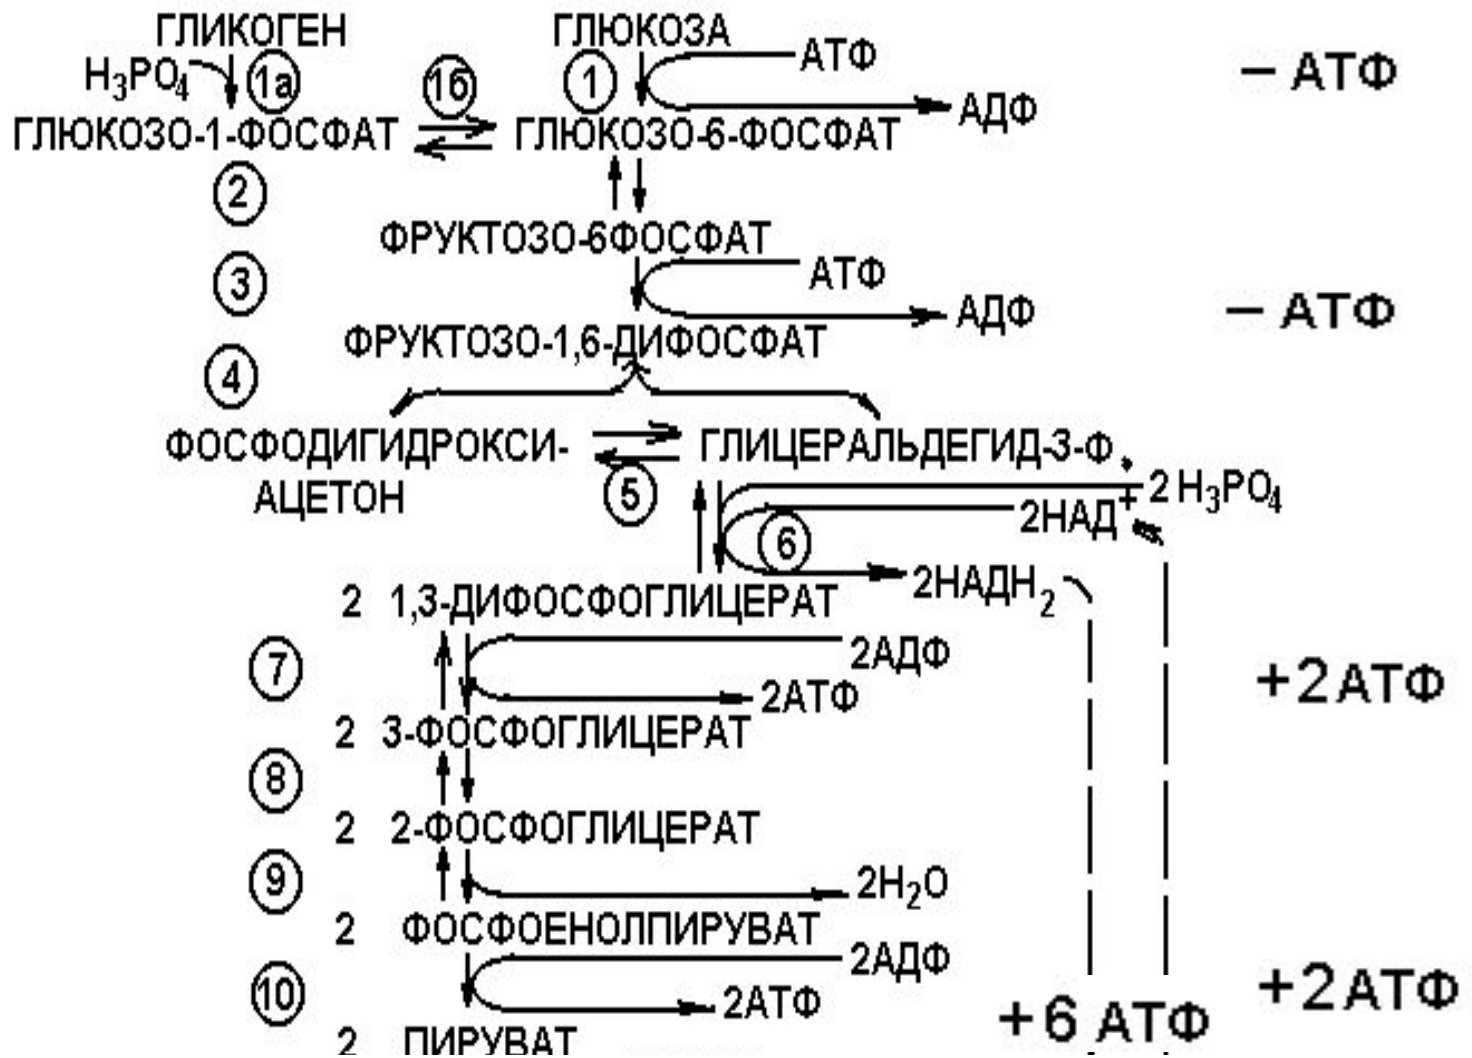 ГЛИКОГЕН ГЛЮКОЗА
H₃PO₄ 1а 1б 1 АТФ – АТФ
АДФ
ГЛЮКОЗО-1-ФОСФАТ ГЛЮКОЗО-6-ФОСФАТ
2
ФРУКТОЗО-6ФОСФАТ
3 АТФ
АДФ – АТФ
ФРУКТОЗО-1,6-ДИФОСФАТ
4
ФОСФОДИГИДРОКСИ- ГЛИЦЕРАЛЬДЕГИД-3-Ф
АЦЕТОН 5 2 H₃PO₄
2НАД⁺
6
2НАДН₂
2 1,3-ДИФОСФОГЛИЦЕРАТ
7 2АДФ
2АТФ +2АТФ
2 3-ФОСФОГЛИЦЕРАТ
8
2 2-ФОСФОГЛИЦЕРАТ
9 2H₂O
2 ФОСФОЕНОЛПИРУВАТ
2АДФ
10 2АТФ +6 АТФ +2АТФ
2 ПИРУВАТ